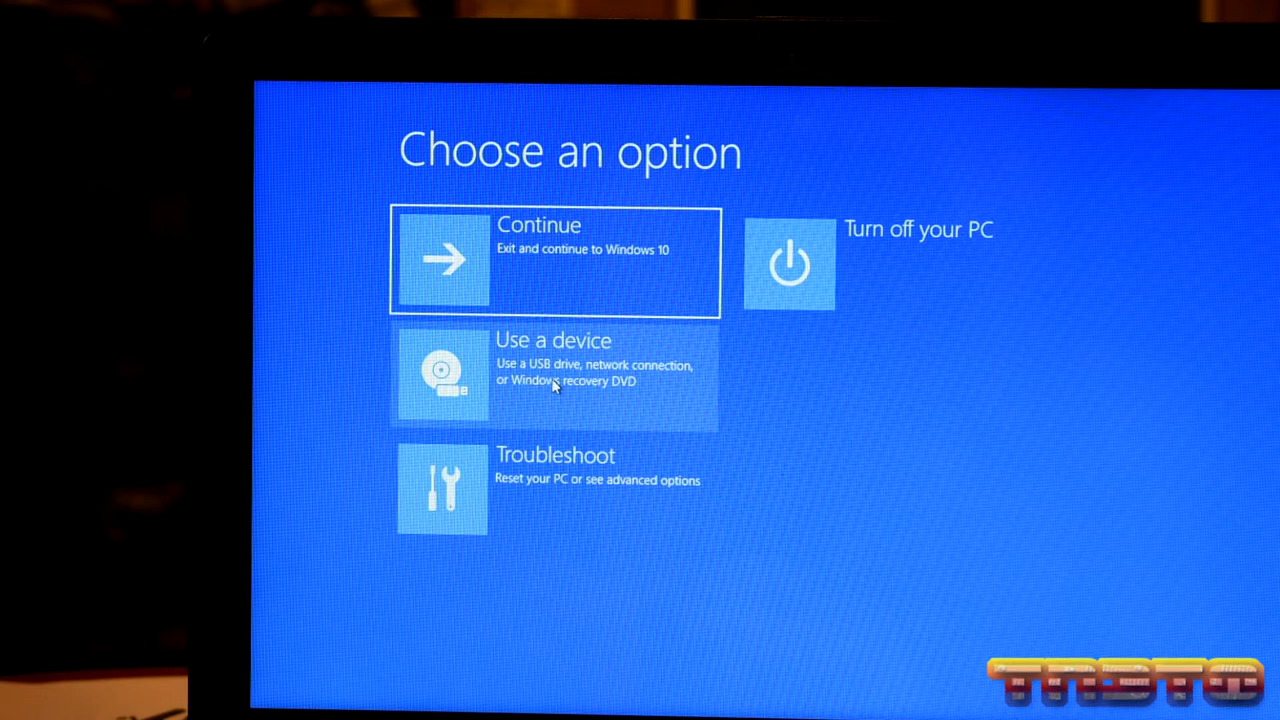 Choose an option
Continue
Exit and continue to Windows 10
Turn off your PC
Use a device
Use a USB drive, network connection,
or Windows recovery DVD
Troubleshoot
Reset your PC or see advanced options